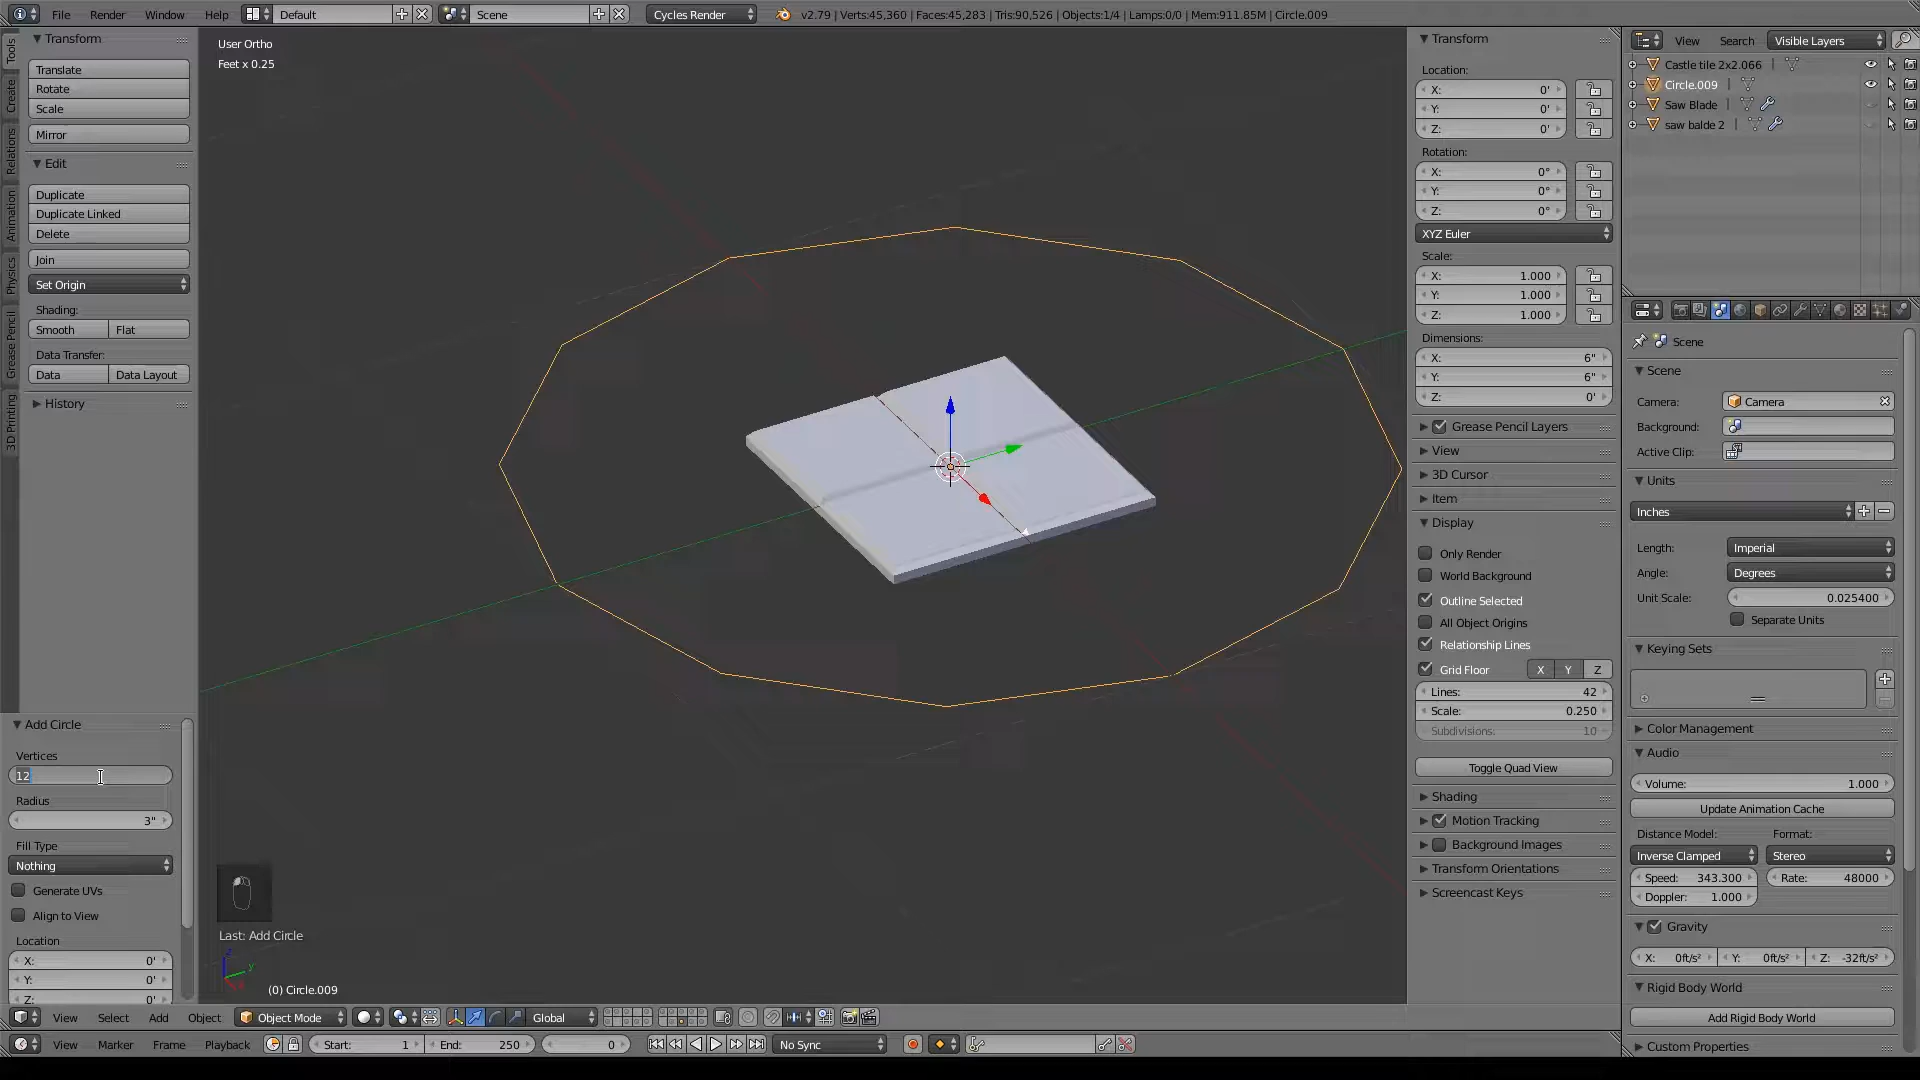 File Render Window Help Default Scene Cycles Render v2.79 | Verts:45,360 | Faces:45,283 | Tris:90,526 | Objects:1/4 | Lamps:0/0 | Mem:911.85M | Circle.009
Tools
Create
Relations
Animation
Physics
Grease Pencil
3D Printing
Transform
Translate
Rotate
Scale
Mirror
Edit
Duplicate
Duplicate Linked
Delete
Join
Set Origin
Shading:
Smooth Flat
Data Transfer:
Data Data Layout
History
Add Circle
Vertices
12
Radius
3"
Fill Type
Nothing
Generate UVs
Align to View
Location
X: 0'
Y: 0'
Z: 0'
User Ortho
Feet x 0.25
Last: Add Circle
z
y
(0) Circle.009
Transform
Location:
X: 0'
Y: 0'
Z: 0'
Rotation:
X: 0°
Y: 0°
Z: 0°
XYZ Euler
Scale:
X: 1.000
Y: 1.000
Z: 1.000
Dimensions:
X: 6"
Y: 6"
Z: 0'
Grease Pencil Layers
View
3D Cursor
Item
Display
Only Render
World Background
Outline Selected
All Object Origins
Relationship Lines
Grid Floor X Y Z
Lines: 42
Scale: 0.250
Subdivisions: 10
Toggle Quad View
Shading
Motion Tracking
Background Images
Transform Orientations
Screencast Keys
View Search Visible Layers
Castle tile 2x2.066
Circle.009
Saw Blade
saw balde 2
Scene
Scene
Camera: Camera
Background:
Active Clip:
Units
Inches
Length: Imperial
Angle: Degrees
Unit Scale: 0.025400
Separate Units
Keying Sets
Color Management
Audio
Volume: 1.000
Update Animation Cache
Distance Model: Format:
Inverse Clamped Stereo
Speed: 343.300 Rate: 48000
Doppler: 1.000
Gravity
X: 0ft/s² Y: 0ft/s² Z: -32ft/s²
Rigid Body World
Add Rigid Body World
Custom Properties
View Select Add Object Object Mode Global
View Marker Frame Playback Start: 1 End: 250 0 No Sync